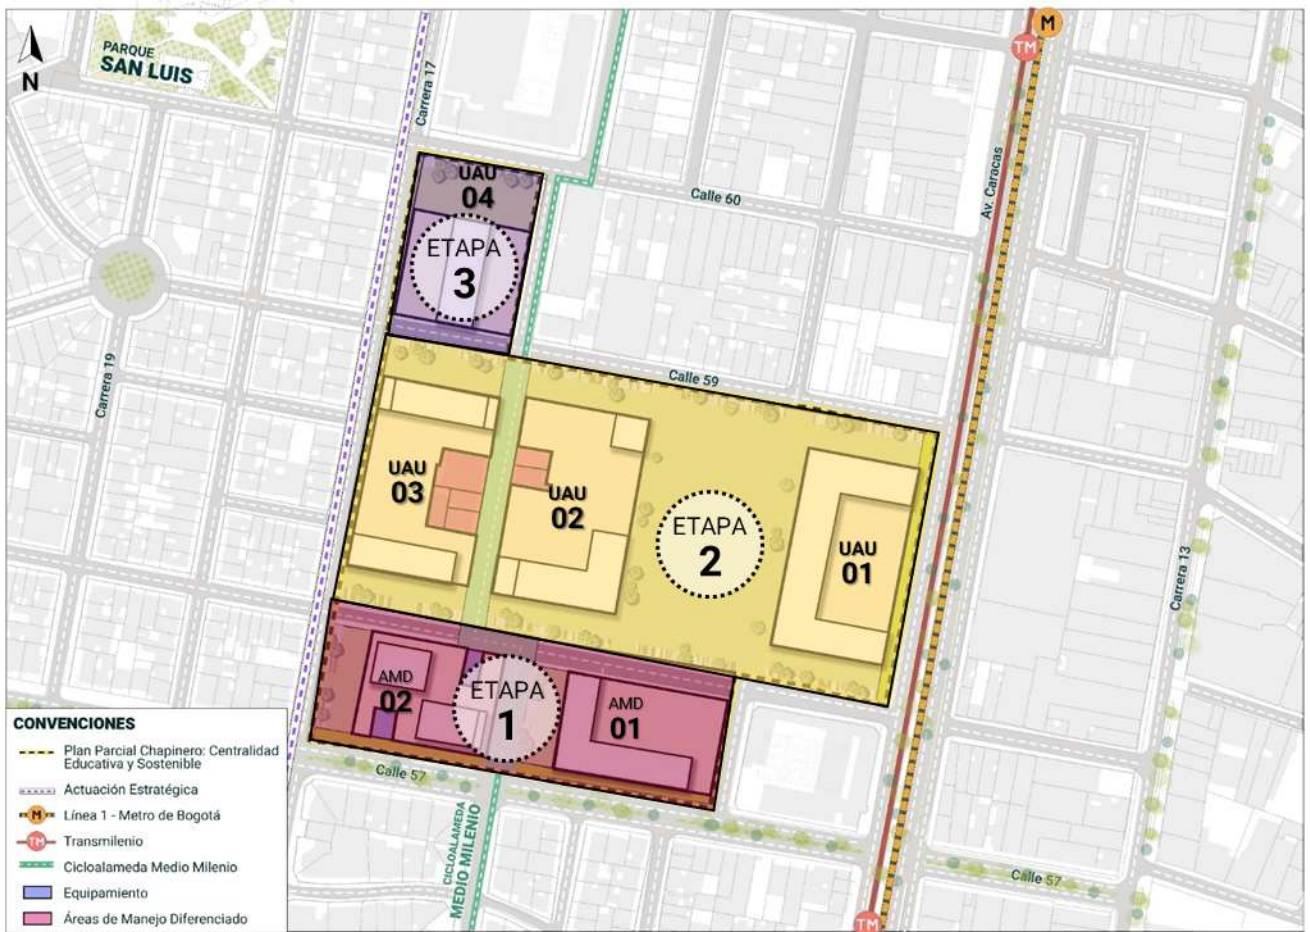 N
PARQUE
SAN LUIS
Carrera 17
M
TM
UAU
04
Calle 60
Av. Caracas
ETAPA
3
Carrera 19
Calle 59
UAU
03
UAU
02
ETAPA
2
UAU
01
Carrera 13
AMD
02
ETAPA
1
AMD
01
Calle 57
CICLOALAMEDA
MEDIO MILENIO
Calle 57
TM
CONVENCIONES
Plan Parcial Chapinero: Centralidad
Educativa y Sostenible
Actuación Estratégica
M Línea 1 - Metro de Bogotá
TM Transmilenio
Cicloalameda Medio Milenio
Equipamiento
Áreas de Manejo Diferenciado